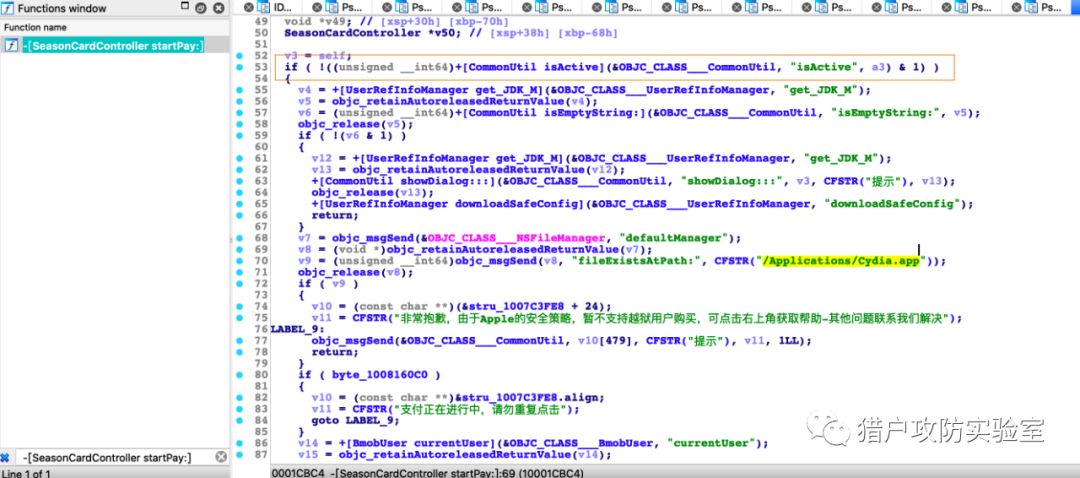 Functions window
ID...
Ps...
Ps...
Ps...
Ps...
Ps...
Ps...
Ps...
Ps...
Ps...
Ps...
Ps...
Function name
-[SeasonCardController startPay:]
49 void *v49; // [xsp+30h] [xbp-70h]
50 SeasonCardController *v50; // [xsp+38h] [xbp-68h]
51
52 v3 = self;
53 if ( !((unsigned __int64)+[CommonUtil isActive](&OBJC_CLASS___CommonUtil, "isActive", a3) & 1) )
{
55 v4 = +[UserRefInfoManager get_JDK_M](&OBJC_CLASS___UserRefInfoManager, "get_JDK_M");
56 v5 = objc_retainAutoreleasedReturnValue(v4);
57 v6 = (unsigned __int64)+[CommonUtil isEmptyString:](&OBJC_CLASS___CommonUtil, "isEmptyString:", v5);
58 objc_release(v5);
59 if ( !(v6 & 1) )
60 {
61 v12 = +[UserRefInfoManager get_JDK_M](&OBJC_CLASS___UserRefInfoManager, "get_JDK_M");
62 v13 = objc_retainAutoreleasedReturnValue(v12);
63 +[CommonUtil showDialog:::](&OBJC_CLASS___CommonUtil, "showDialog:::", v3, CFSTR("提示"), v13);
64 objc_release(v13);
65 +[UserRefInfoManager downloadSafeConfig](&OBJC_CLASS___UserRefInfoManager, "downloadSafeConfig");
66 return;
67 }
68 v7 = objc_msgSend(&OBJC_CLASS___NSFileManager, "defaultManager");
69 v8 = (void *)objc_retainAutoreleasedReturnValue(v7);
70 v9 = (unsigned __int64)objc_msgSend(v8, "fileExistsAtPath:", CFSTR("/Applications/Cydia.app"));
71 objc_release(v8);
72 if ( v9 )
73 {
74 v10 = (const char **)(&stru_1007C3FE8 + 24);
75 v11 = CFSTR("非常抱歉，由于Apple的安全策略，暂不支持越狱用户购买，可点击右上角获取帮助-其他问题联系我们解决");
76 LABEL_9:
77 objc_msgSend(&OBJC_CLASS___CommonUtil, v10[479], CFSTR("提示"), v11, 1LL);
78 return;
79 }
80 if ( byte_1008160C0 )
81 {
82 v10 = (const char **)&stru_1007C3FE8.align;
83 v11 = CFSTR("支付正在进行中，请勿重复点击");
84 goto LABEL_9;
85 }
86 v14 = +[BmobUser currentUser](&OBJC_CLASS___BmobUser, "currentUser");
87 v15 = objc_retainAutoreleasedReturnValue(v14);
猎户攻防实验室
-[SeasonCardController startPay:]
Line 1 of 1
0001CBC4 -[SeasonCardController startPay:]:69 (10001CBC4)